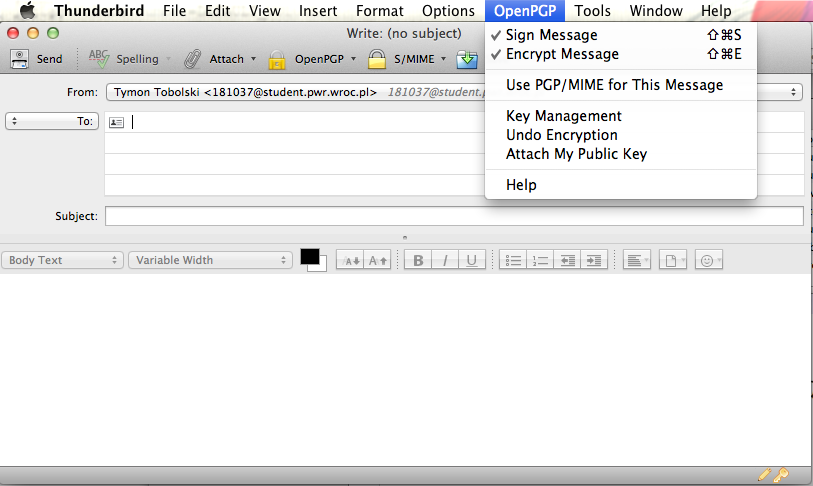 Thunderbird File Edit View Insert Format Options OpenPGP Tools Window Help
Write: (no subject)
Send Spelling Attach OpenPGP S/MIME
✓ Sign Message ⇧⌘S
✓ Encrypt Message ⇧⌘E
Use PGP/MIME for This Message
Key Management
Undo Encryption
Attach My Public Key
Help
From: Tymon Tobolski <181037@student.pwr.wroc.pl> 181037@student.p
To:
Subject:
Body Text Variable Width A A B I U